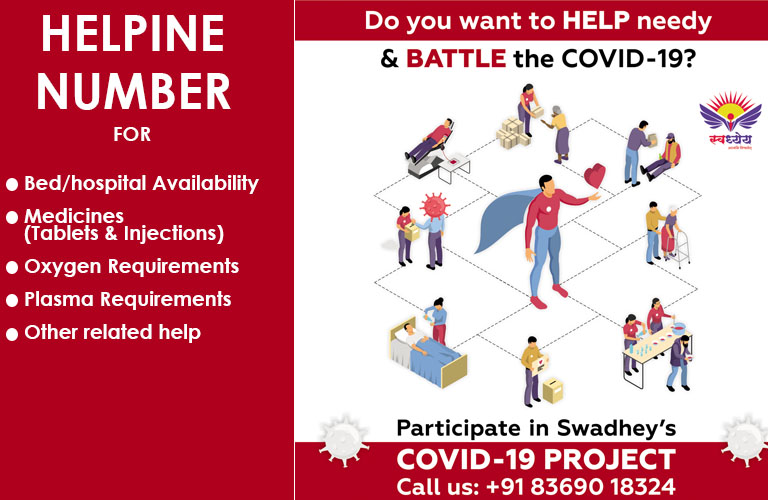 HELPINE
NUMBER
FOR
Bed/hospital Availability
Medicines
(Tablets & Injections)
Oxygen Requirements
Plasma Requirements
Other related help
Do you want to HELP needy
& BATTLE the COVID-19?
स्वध्येय
Participate in Swadhey's
COVID-19 PROJECT
Call us: +91 83690 18324